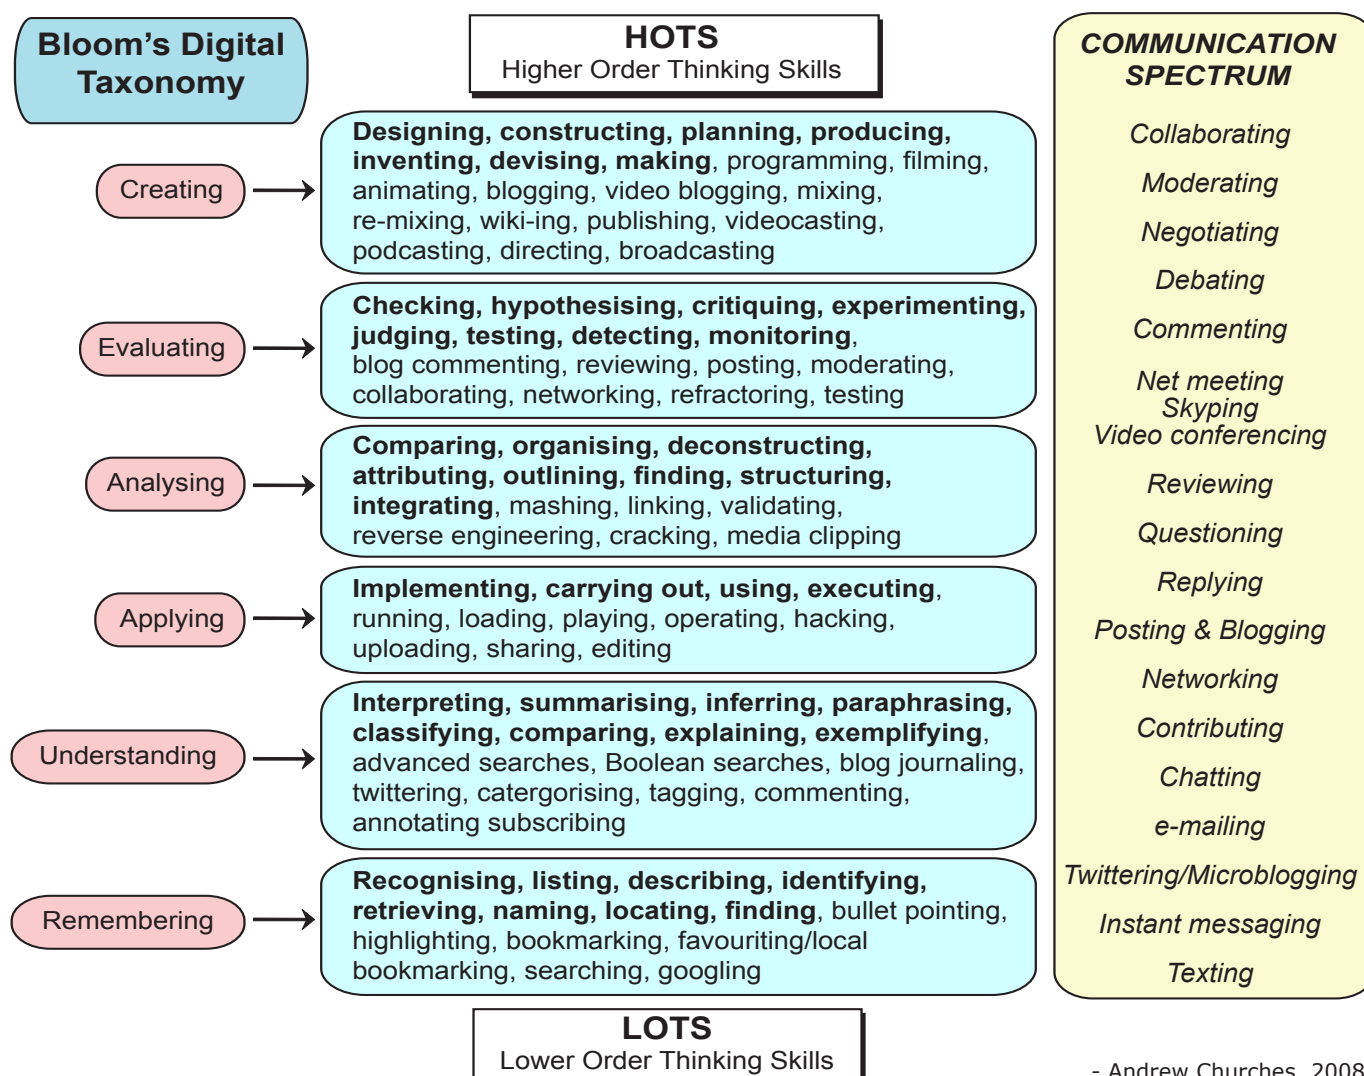 Bloom's Digital
Taxonomy
HOTS
Higher Order Thinking Skills
Creating
Designing, constructing, planning, producing,
inventing, devising, making, programming, filming,
animating, blogging, video blogging, mixing,
re-mixing, wiki-ing, publishing, videocasting,
podcasting, directing, broadcasting
Evaluating
Checking, hypothesising, critiquing, experimenting,
judging, testing, detecting, monitoring,
blog commenting, reviewing, posting, moderating,
collaborating, networking, refractoring, testing
Analysing
Comparing, organising, deconstructing,
attributing, outlining, finding, structuring,
integrating, mashing, linking, validating,
reverse engineering, cracking, media clipping
Applying
Implementing, carrying out, using, executing,
running, loading, playing, operating, hacking,
uploading, sharing, editing
Understanding
Interpreting, summarising, inferring, paraphrasing,
classifying, comparing, explaining, exemplifying,
advanced searches, Boolean searches, blog journaling,
twittering, catergorising, tagging, commenting,
annotating subscribing
Remembering
Recognising, listing, describing, identifying,
retrieving, naming, locating, finding, bullet pointing,
highlighting, bookmarking, favouriting/local
bookmarking, searching, googling
LOTS
Lower Order Thinking Skills
COMMUNICATION
SPECTRUM
Collaborating
Moderating
Negotiating
Debating
Commenting
Net meeting
Skyping
Video conferencing
Reviewing
Questioning
Replying
Posting & Blogging
Networking
Contributing
Chatting
e-mailing
Twittering/Microblogging
Instant messaging
Texting
- Andrew Churches, 2008